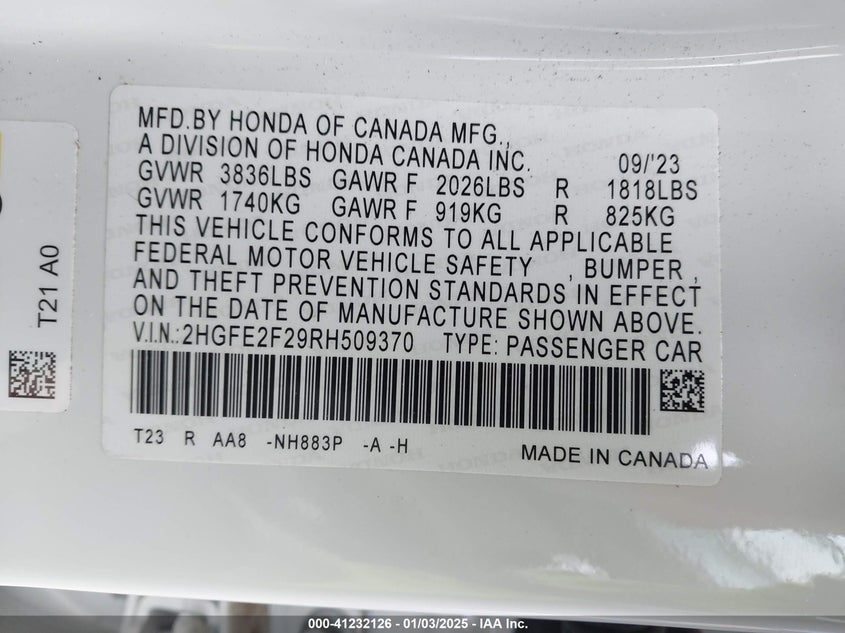 MFD.BY HONDA OF CANADA MFG.,
A DIVISION OF HONDA CANADA INC. 09/'23
GVWR 3836LBS GAWR F 2026LBS R 1818LBS
GVWR 1740KG GAWR F 919KG R 825KG
THIS VEHICLE CONFORMS TO ALL APPLICABLE
FEDERAL MOTOR VEHICLE SAFETY , BUMPER ,
AND THEFT PREVENTION STANDARDS IN EFFECT
ON THE DATE OF MANUFACTURE SHOWN ABOVE.
V.I.N.:2HGFE2F29RH509370 TYPE: PASSENGER CAR
T23 R AA8 -NH883P -A -H
MADE IN CANADA
T21 A0
000-41232126 - 01/03/2025 - IAA Inc.